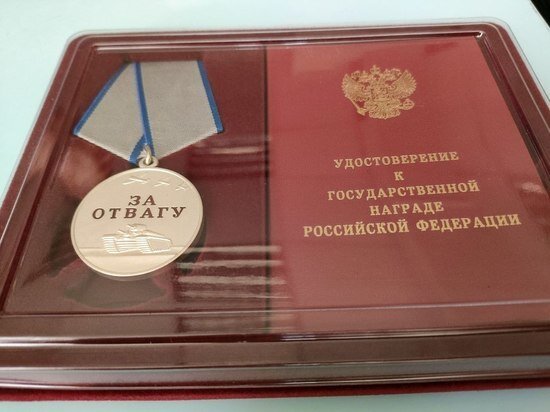 ЗА
ОТВАГУ
УДОСТОВЕРЕНИЕ
К
ГОСУДАРСТВЕННОЙ
НАГРАДЕ
РОССИЙСКОЙ ФЕДЕРАЦИИ